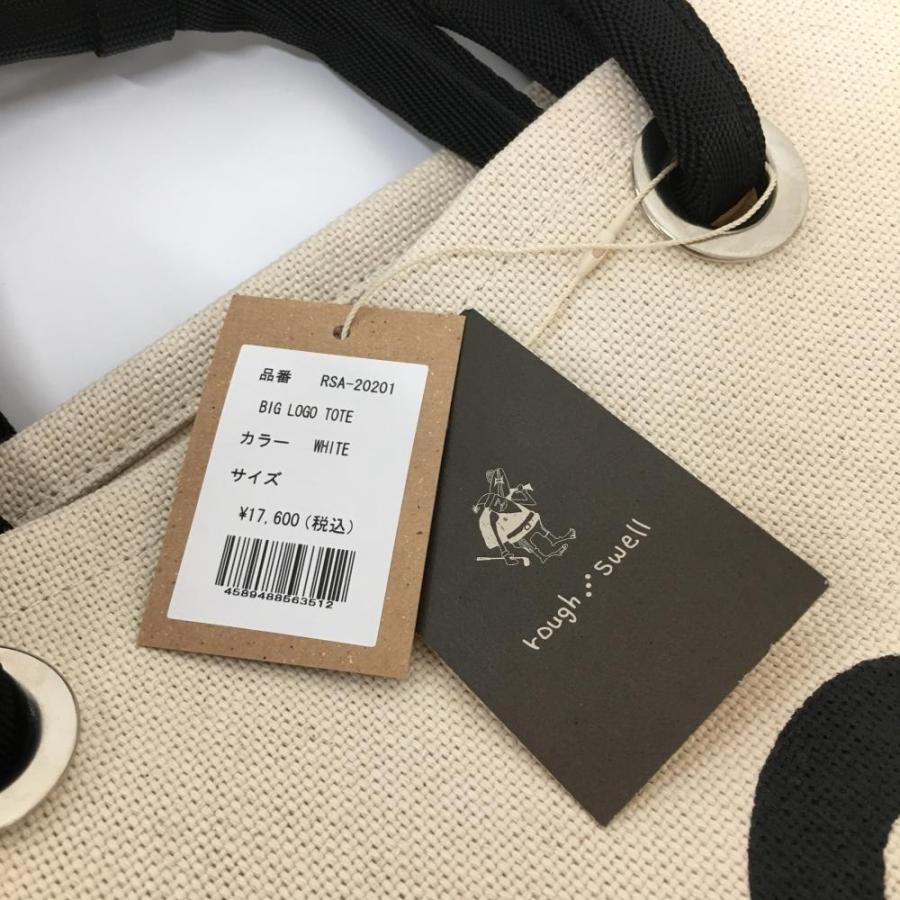 品番 RSA-20201
BIG LOGO TOTE
カラー WHITE
サイズ
¥17,600(税込)
4589488563512
rough ... swell